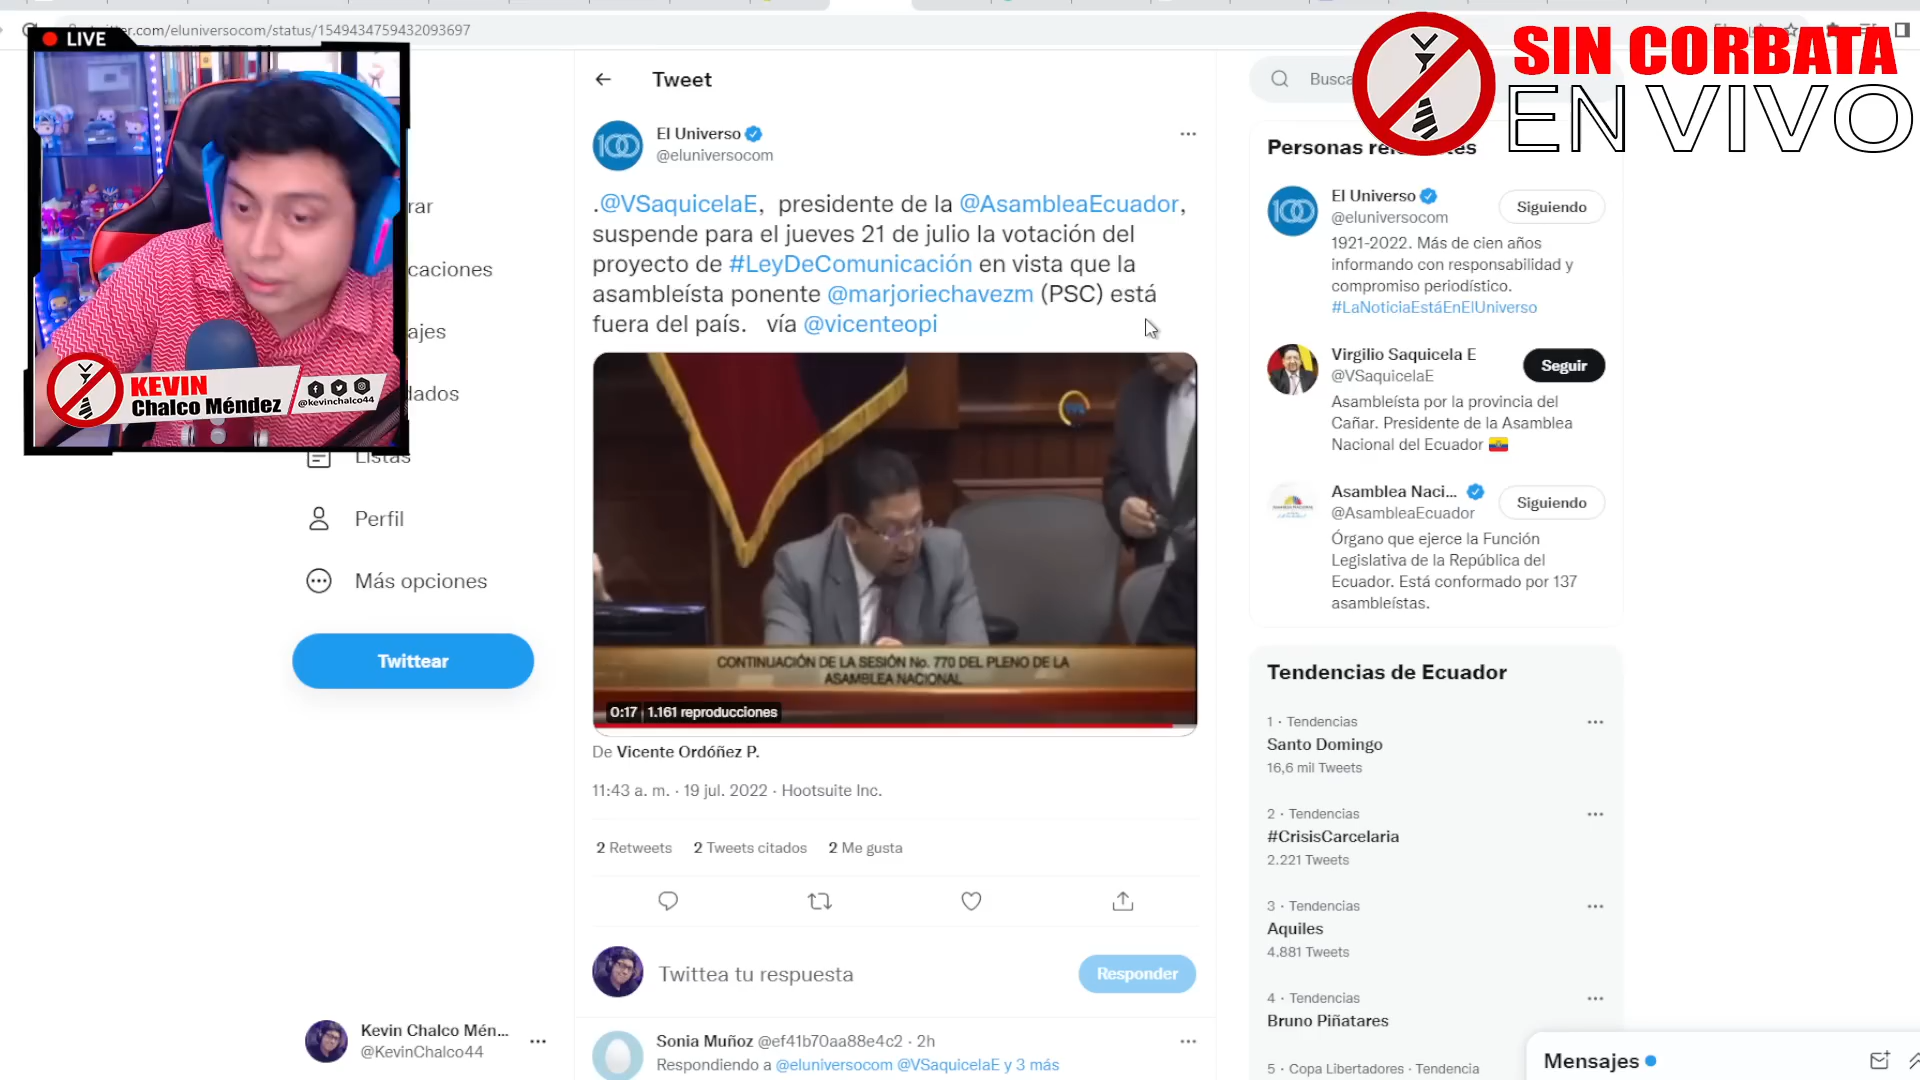 .com/eluniversocom/status/1549434759432093697
LIVE
SIN CORBATA
EN VIVO
KEVIN
Chalco Méndez
@kevinchalco44
rar
caciones
ajes
dados
Listas
Perfil
Más opciones
Twittear
Kevin Chalco Mén...
@KevinChalco44
Tweet
El Universo
@eluniversocom
.@VSaquicelaE, presidente de la @AsambleaEcuador,
suspende para el jueves 21 de julio la votación del
proyecto de #LeyDeComunicación en vista que la
asambleísta ponente @marjoriechavezm (PSC) está
fuera del país. vía @vicenteopi
CONTINUACIÓN DE LA SESIÓN No. 770 DEL PLENO DE LA
ASAMBLEA NACIONAL
0:17 1.161 reproducciones
De Vicente Ordóñez P.
11:43 a. m. · 19 jul. 2022 · Hootsuite Inc.
2 Retweets 2 Tweets citados 2 Me gusta
Twittea tu respuesta
Responder
Sonia Muñoz @ef41b70aa88e4c2 · 2h
Respondiendo a @eluniversocom @VSaquicelaE y 3 más
Busca
Personas re
tes
El Universo
@eluniversocom
Siguiendo
1921-2022. Más de cien años
informando con responsabilidad y
compromiso periodístico.
#LaNoticiaEstáEnElUniverso
Virgilio Saquicela E
@VSaquicelaE
Seguir
Asambleísta por la provincia del
Cañar. Presidente de la Asamblea
Nacional del Ecuador
Asamblea Naci...
@AsambleaEcuador
Siguiendo
Órgano que ejerce la Función
Legislativa de la República del
Ecuador. Está conformado por 137
asambleístas.
Tendencias de Ecuador
1 · Tendencias
Santo Domingo
16,6 mil Tweets
2 · Tendencias
#CrisisCarcelaria
2.221 Tweets
3 · Tendencias
Aquiles
4.881 Tweets
4 · Tendencias
Bruno Piñatares
5 · Copa Libertadores · Tendencia
Mensajes